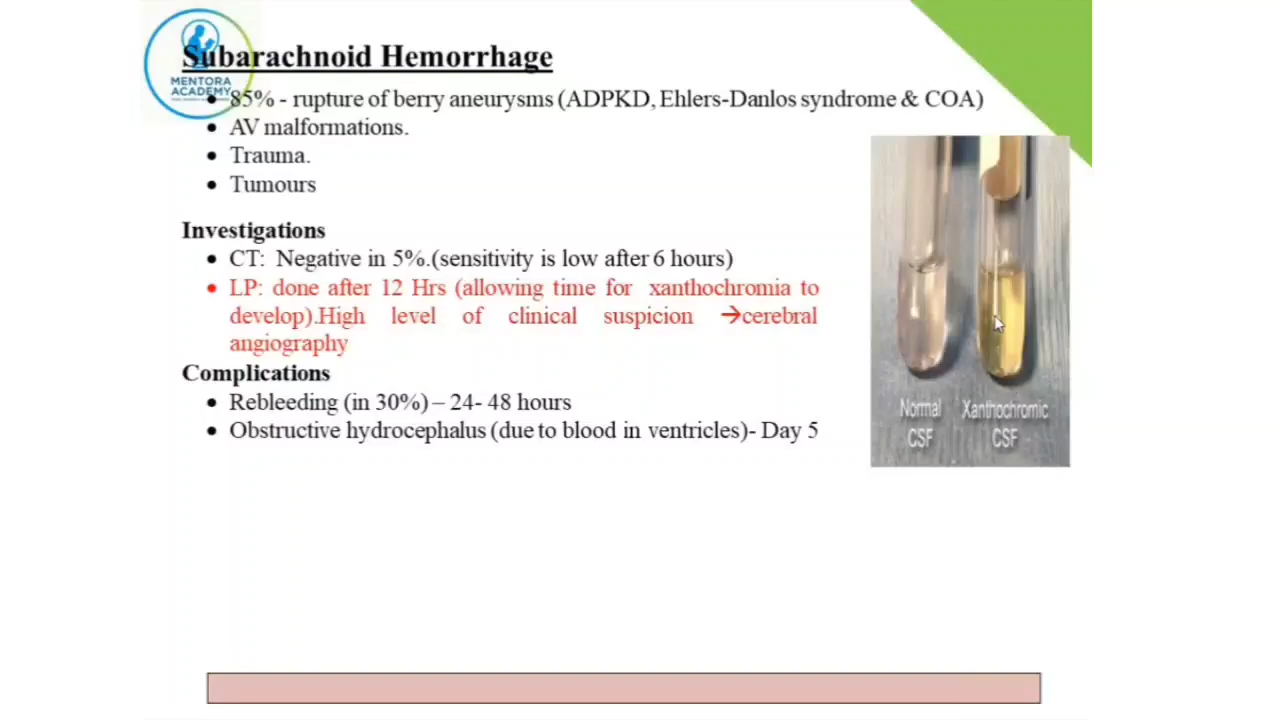 Subarachnoid Hemorrhage
MENTORA
ACADEMY
85% - rupture of berry aneurysms (ADPKD, Ehlers-Danlos syndrome & COA)
AV malformations.
Trauma.
Tumours
Investigations
CT: Negative in 5%.(sensitivity is low after 6 hours)
LP: done after 12 Hrs (allowing time for xanthochromia to
develop).High level of clinical suspicion →cerebral
angiography
Complications
Rebleeding (in 30%) – 24- 48 hours
Obstructive hydrocephalus (due to blood in ventricles)- Day 5
Normal
CSF
Xanthochromic
CSF